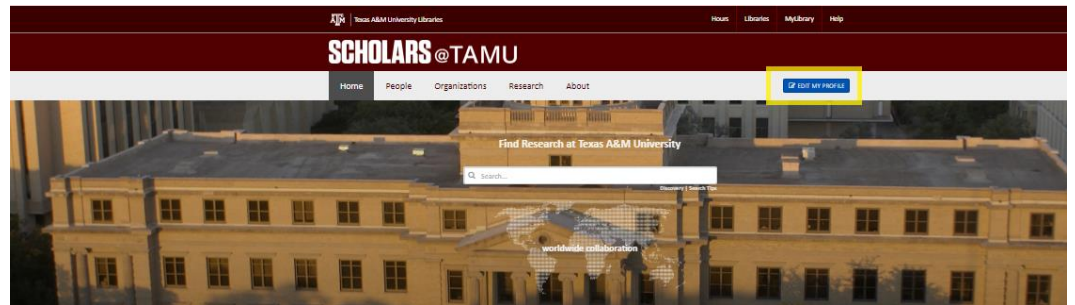 ATM Texas A&M University Libraries
Hours Libraries MyLibrary Help
SCHOLARS @TAMU
Home People Organizations Research About
EDIT MY PROFILE
Find Research at Texas A&M University
Search...
Discovery | Search Tips
worldwide collaboration